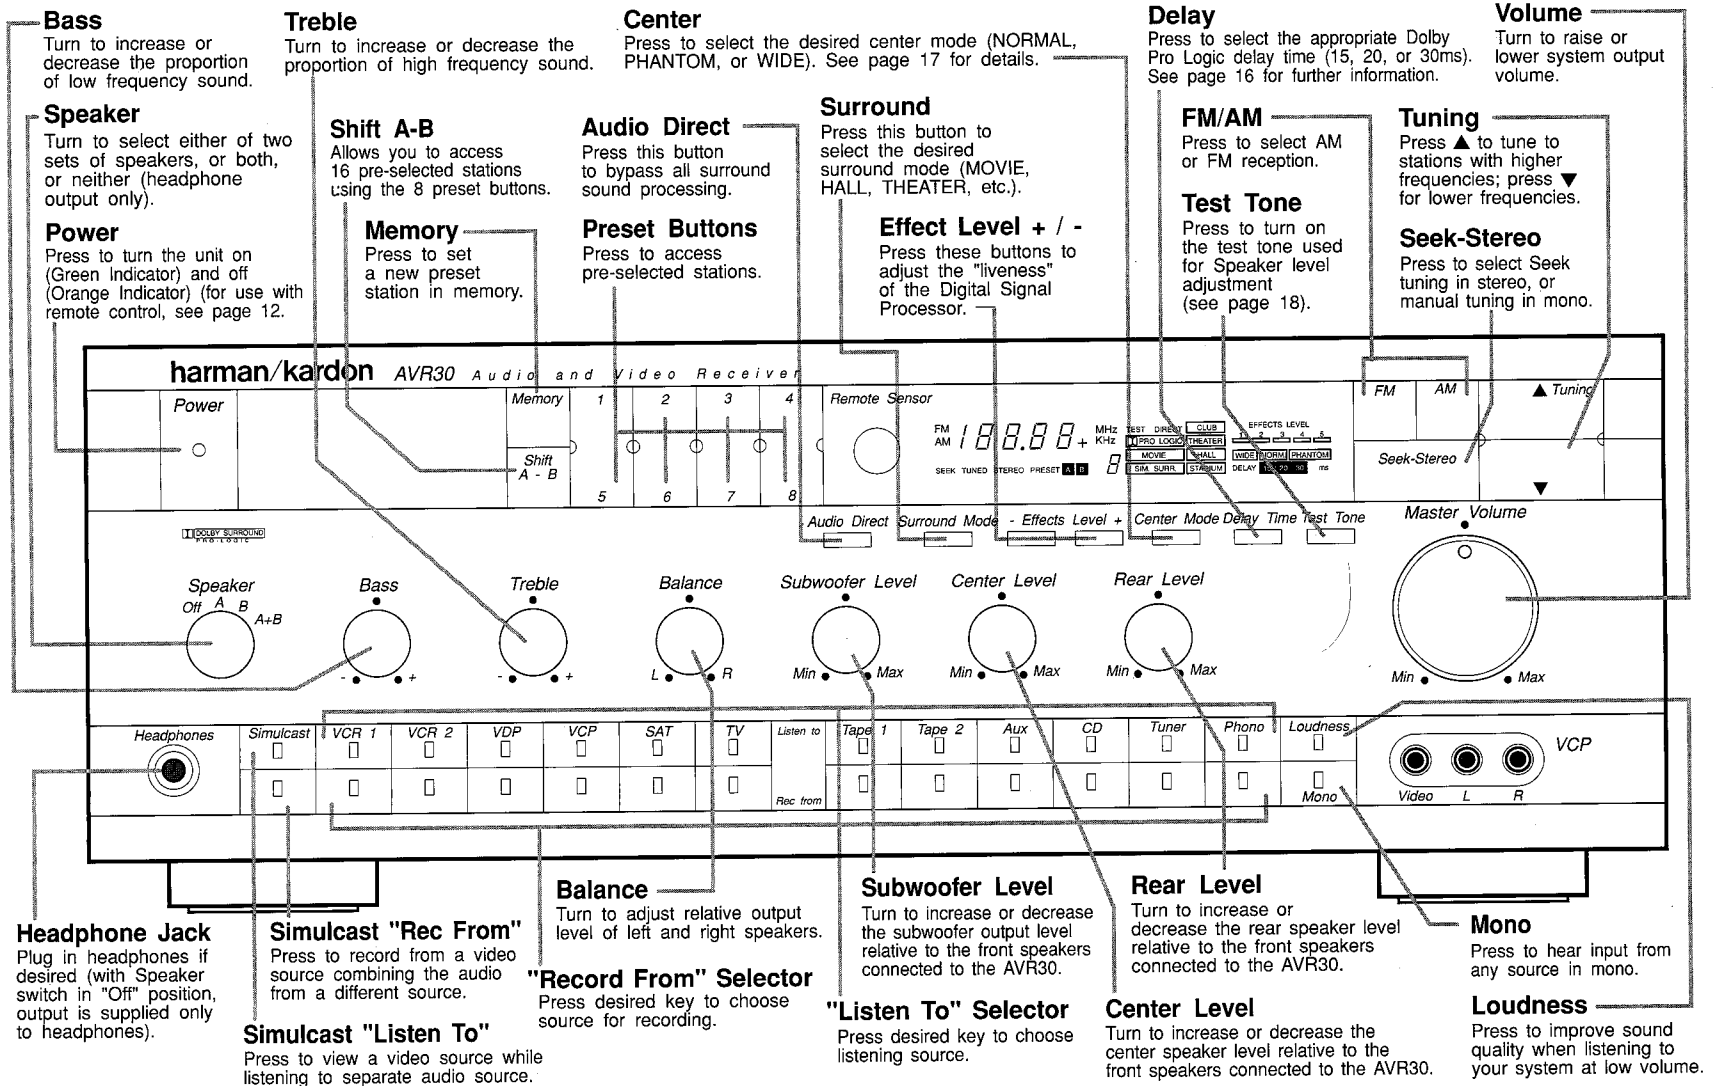 Bass
Turn to increase or
decrease the proportion
of low frequency sound.
Treble
Turn to increase or decrease the
proportion of high frequency sound.
Center
Press to select the desired center mode (NORMAL,
PHANTOM, or WIDE). See page 17 for details.
Delay
Press to select the appropriate Dolby
Pro Logic delay time (15, 20, or 30ms).
See page 16 for further information.
Volume
Turn to raise or
lower system output
volume.
Speaker
Turn to select either of two
sets of speakers, or both,
or neither (headphone
output only).
Shift A-B
Allows you to access
16 pre-selected stations
using the 8 preset buttons.
Audio Direct
Press this button
to bypass all surround
sound processing.
Surround
Press this button to
select the desired
surround mode (MOVIE,
HALL, THEATER, etc.).
FM/AM
Press to select AM
or FM reception.
Tuning
Press ▲ to tune to
stations with higher
frequencies; press ▼
for lower frequencies.
Power
Press to turn the unit on
(Green Indicator) and off
(Orange Indicator) (for use with
remote control, see page 12.
Memory
Press to set
a new preset
station in memory.
Preset Buttons
Press to access
pre-selected stations.
Effect Level + / -
Press these buttons to
adjust the "liveness"
of the Digital Signal
Processor.
Test Tone
Press to turn on
the test tone used
for Speaker level
adjustment
(see page 18).
Seek-Stereo
Press to select Seek
tuning in stereo, or
manual tuning in mono.
harman/kardon AVR30 Audio and Video Receiver
Power
Memory 1 2 3 4
Shift
A - B
5 6 7 8
Remote Sensor
FM
AM
188.88+
MHz
KHz
8
SEEK TUNED STEREO PRESET A B
TEST DIRECT CLUB
PRO LOGIC THEATER
MOVIE HALL
SIM. SURR. STADIUM
EFFECTS LEVEL
1 2 3 4 5
WIDE NORM. PHANTOM
DELAY 15 20 30 ms
FM AM
▲ Tuning
Seek-Stereo
▼
Audio Direct Surround Mode - Effects Level + Center Mode Delay Time Test Tone
Master Volume
Min Max
DOLBY SURROUND
PRO·LOGIC
Speaker
Off A B A+B
Bass
- +
Treble
- +
Balance
L R
Subwoofer Level
Min Max
Center Level
Min Max
Rear Level
Min Max
Headphones
Simulcast VCR 1 VCR 2 VDP VCP SAT TV Listen to Tape 1 Tape 2 Aux CD Tuner Phono Loudness
Rec from
Mono
VCP
Video L R
Headphone Jack
Plug in headphones if
desired (with Speaker
switch in "Off" position,
output is supplied only
to headphones).
Simulcast "Rec From"
Press to record from a video
source combining the audio
from a different source.
Simulcast "Listen To"
Press to view a video source while
listening to separate audio source.
Balance
Turn to adjust relative output
level of left and right speakers.
"Record From" Selector
Press desired key to choose
source for recording.
Subwoofer Level
Turn to increase or decrease
the subwoofer output level
relative to the front speakers
connected to the AVR30.
"Listen To" Selector
Press desired key to choose
listening source.
Rear Level
Turn to increase or
decrease the rear speaker level
relative to the front speakers
connected to the AVR30.
Center Level
Turn to increase or decrease the
center speaker level relative to the
front speakers connected to the AVR30.
Mono
Press to hear input from
any source in mono.
Loudness
Press to improve sound
quality when listening to
your system at low volume.